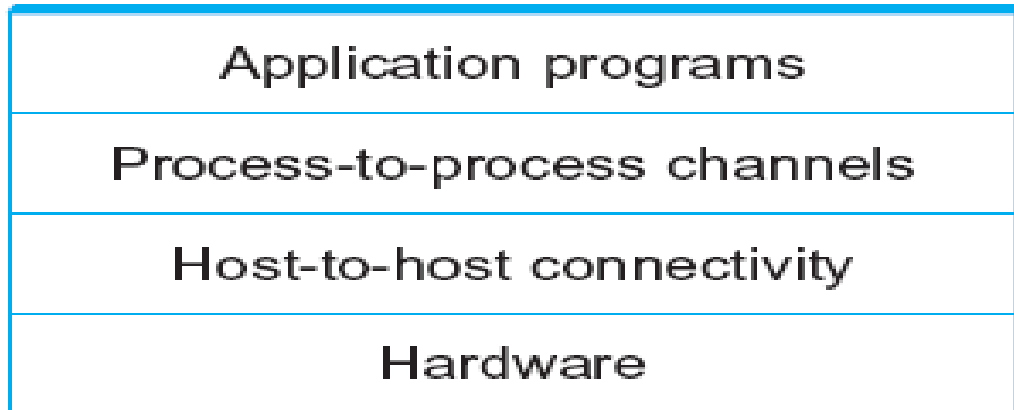 Application programs
Process-to-process channels
Host-to-host connectivity
Hardware